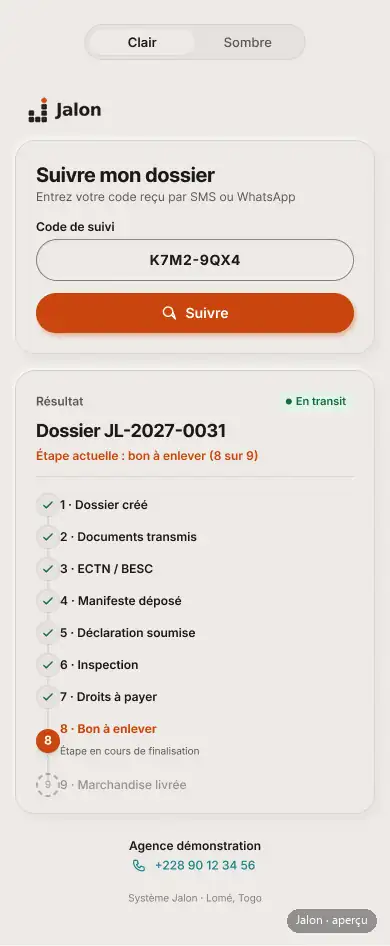 Clair Sombre
Jalon
Suivre mon dossier
Entrez votre code reçu par SMS ou WhatsApp
Code de suivi
K7M2-9QX4
Suivre
Résultat En transit
Dossier JL-2027-0031
Étape actuelle : bon à enlever (8 sur 9)
1 · Dossier créé
2 · Documents transmis
3 · ECTN / BESC
4 · Manifeste déposé
5 · Déclaration soumise
6 · Inspection
7 · Droits à payer
8 · Bon à enlever
8
Étape en cours de finalisation
9 9 · Marchandise livrée
Agence démonstration
+228 90 12 34 56
Système Jalon · Lomé, Togo
Jalon · aperçu